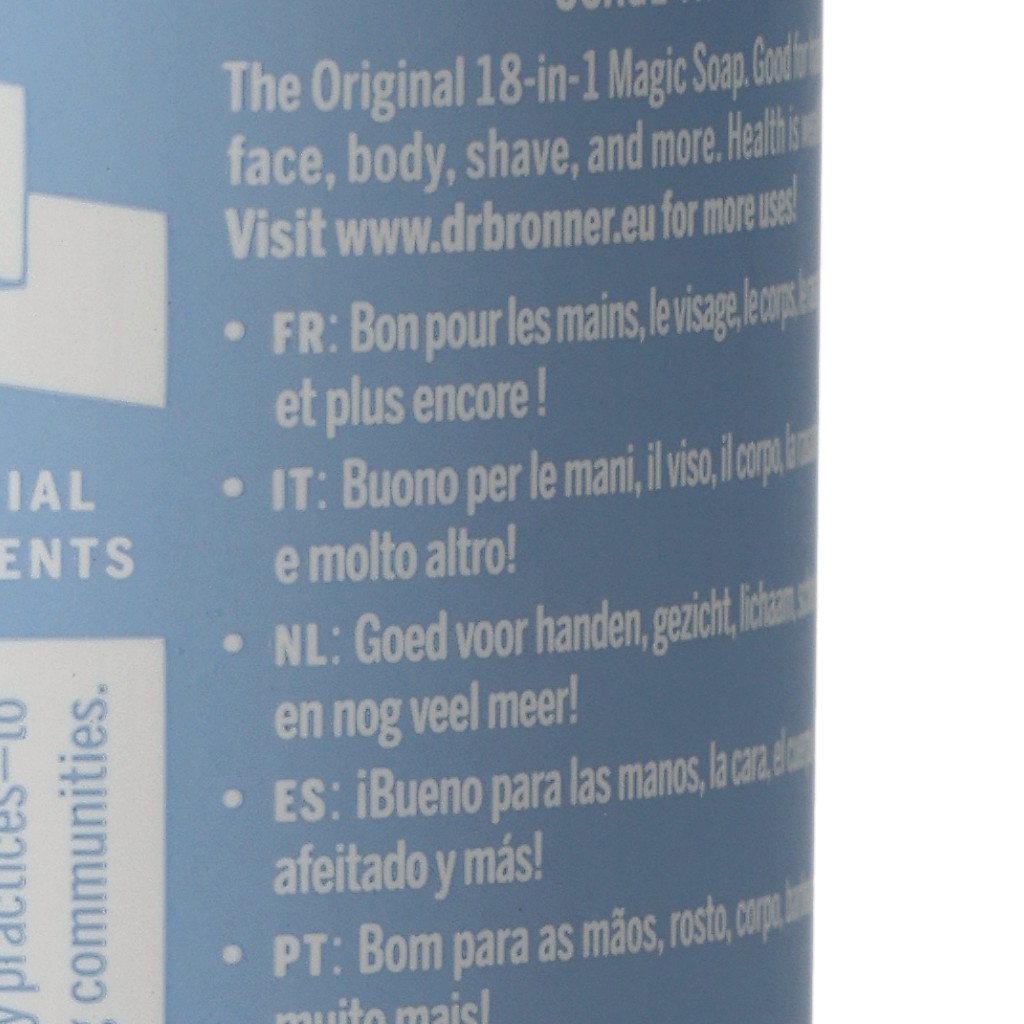 The Original 18-in-1 Magic Soap. Good for
face, body, shave, and more. Health is
Visit www.drbronner.eu for more uses!
• FR: Bon pour les mains, le visage, le corps,
et plus encore !
• IT: Buono per le mani, il viso, il corpo,
e molto altro!
• NL: Goed voor handen, gezicht, lichaam,
en nog veel meer!
• ES: ¡Bueno para las manos, la cara, el
afeitado y más!
• PT: Bom para as mãos, rosto, corpo,
muito mais!
IAL
ENTS
practices—to
communities.